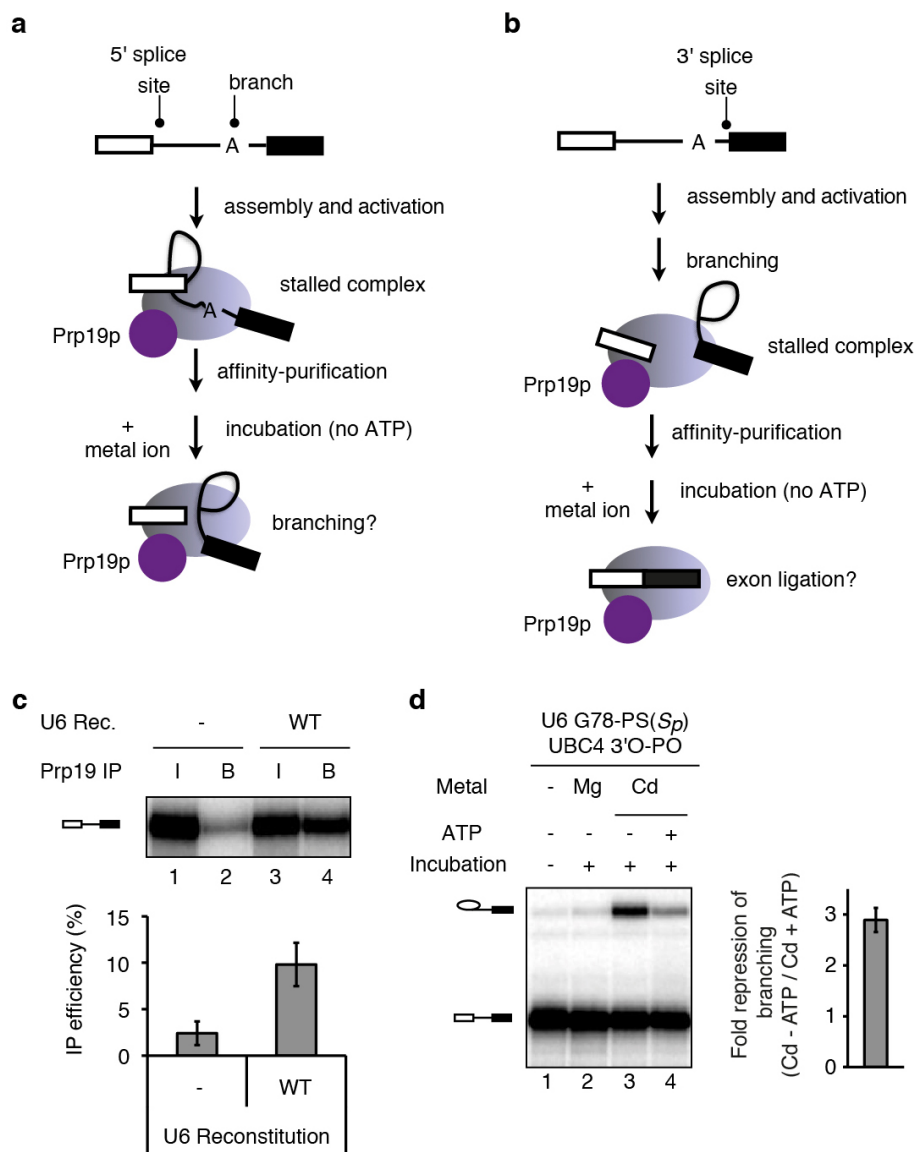 a
5' splice
site
branch
A
assembly and activation
A
stalled complex
Prp19p
affinity-purification
+
metal ion
incubation (no ATP)
branching?
Prp19p
b
3' splice
site
A
assembly and activation
branching
stalled complex
Prp19p
affinity-purification
+
metal ion
incubation (no ATP)
exon ligation?
Prp19p
c
U6 Rec. - WT
Prp19 IP I B I B
1 2 3 4
IP efficiency (%)
15
10
5
0
- WT
U6 Reconstitution
d
U6 G78-PS(Sp)
UBC4 3'O-PO
Metal - Mg Cd
ATP - - - +
Incubation - + + +
1 2 3 4
Fold repression of
branching
(Cd - ATP / Cd + ATP)
3
2
1
0